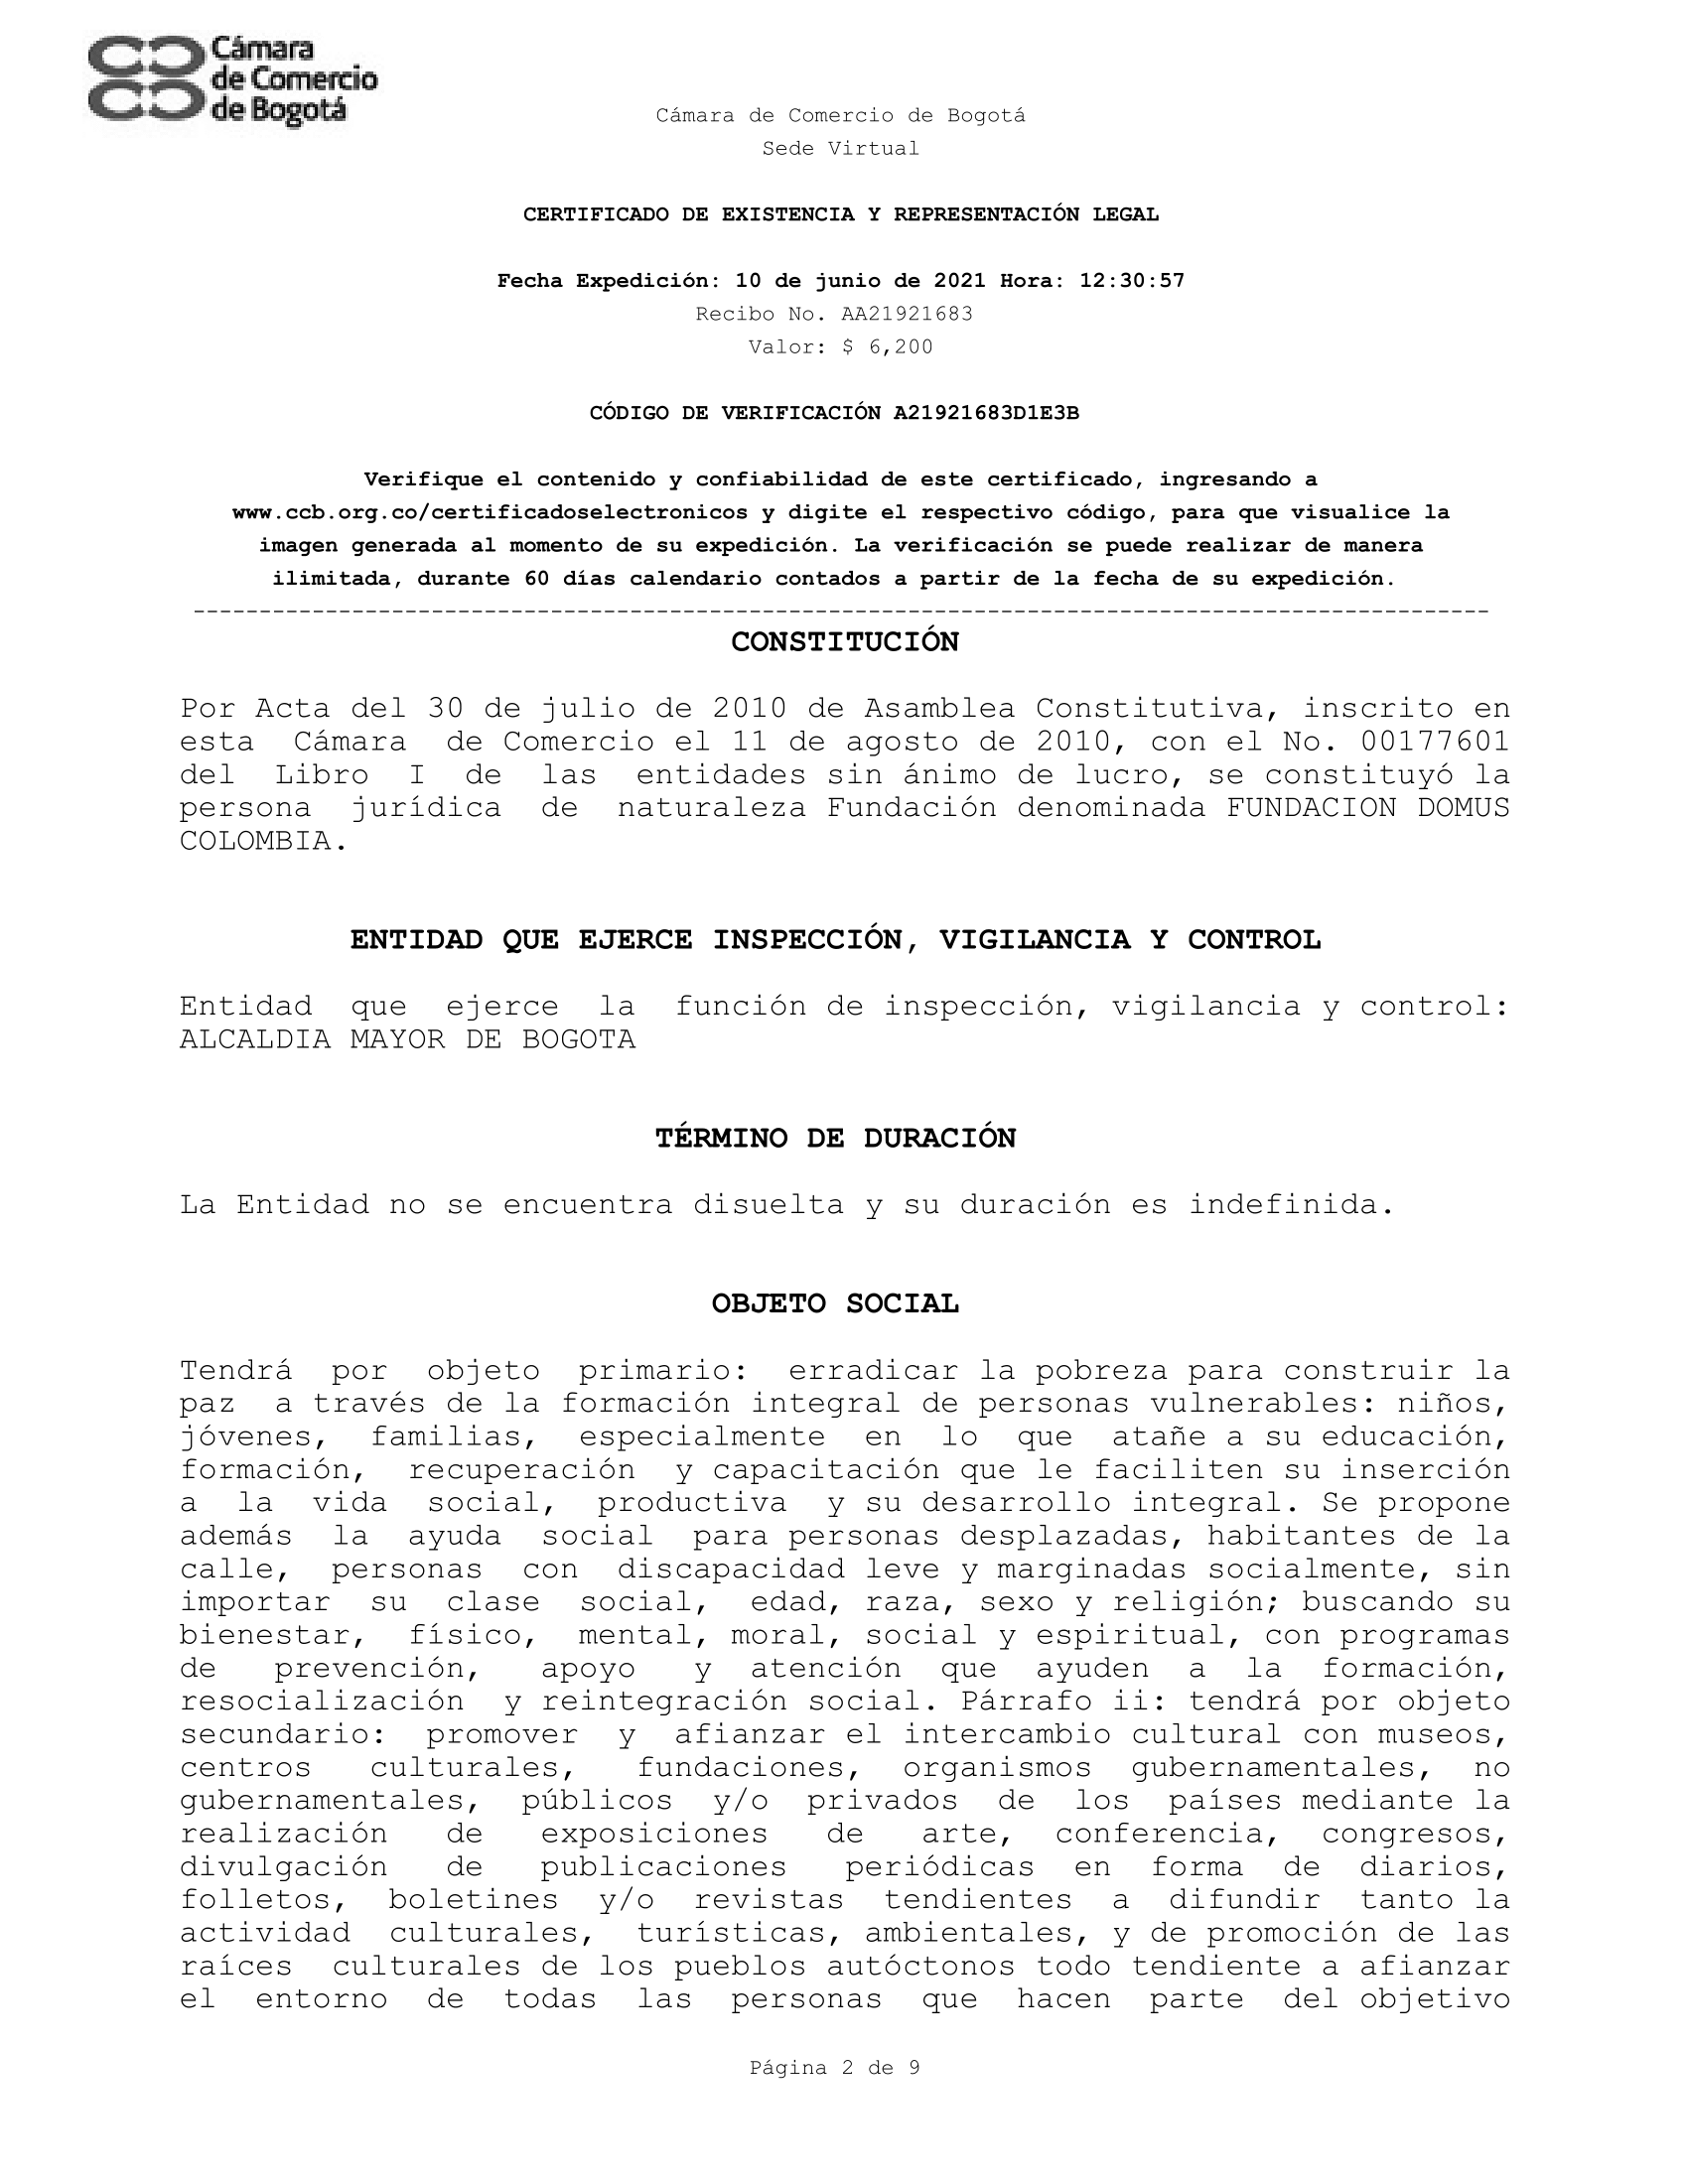 Cámara
de Comercio
de Bogotá
Cámara de Comercio de Bogotá
Sede Virtual
CERTIFICADO DE EXISTENCIA Y REPRESENTACIÓN LEGAL
Fecha Expedición: 10 de junio de 2021 Hora: 12:30:57
Recibo No. AA21921683
Valor: $ 6,200
CÓDIGO DE VERIFICACIÓN A21921683D1E3B
Verifique el contenido y confiabilidad de este certificado, ingresando a
www.ccb.org.co/certificadoselectronicos y digite el respectivo código, para que visualice la
imagen generada al momento de su expedición. La verificación se puede realizar de manera
ilimitada, durante 60 días calendario contados a partir de la fecha de su expedición.
--------------------------------------------------------------------------------------------------
CONSTITUCIÓN
Por Acta del 30 de julio de 2010 de Asamblea Constitutiva, inscrito en
esta Cámara de Comercio el 11 de agosto de 2010, con el No. 00177601
del Libro I de las entidades sin ánimo de lucro, se constituyó la
persona jurídica de naturaleza Fundación denominada FUNDACION DOMUS
COLOMBIA.
ENTIDAD QUE EJERCE INSPECCIÓN, VIGILANCIA Y CONTROL
Entidad que ejerce la función de inspección, vigilancia y control:
ALCALDIA MAYOR DE BOGOTA
TÉRMINO DE DURACIÓN
La Entidad no se encuentra disuelta y su duración es indefinida.
OBJETO SOCIAL
Tendrá por objeto primario: erradicar la pobreza para construir la
paz a través de la formación integral de personas vulnerables: niños,
jóvenes, familias, especialmente en lo que atañe a su educación,
formación, recuperación y capacitación que le faciliten su inserción
a la vida social, productiva y su desarrollo integral. Se propone
además la ayuda social para personas desplazadas, habitantes de la
calle, personas con discapacidad leve y marginadas socialmente, sin
importar su clase social, edad, raza, sexo y religión; buscando su
bienestar, físico, mental, moral, social y espiritual, con programas
de prevención, apoyo y atención que ayuden a la formación,
resocialización y reintegración social. Párrafo ii: tendrá por objeto
secundario: promover y afianzar el intercambio cultural con museos,
centros culturales, fundaciones, organismos gubernamentales, no
gubernamentales, públicos y/o privados de los países mediante la
realización de exposiciones de arte, conferencia, congresos,
divulgación de publicaciones periódicas en forma de diarios,
folletos, boletines y/o revistas tendientes a difundir tanto la
actividad culturales, turísticas, ambientales, y de promoción de las
raíces culturales de los pueblos autóctonos todo tendiente a afianzar
el entorno de todas las personas que hacen parte del objetivo
Página 2 de 9